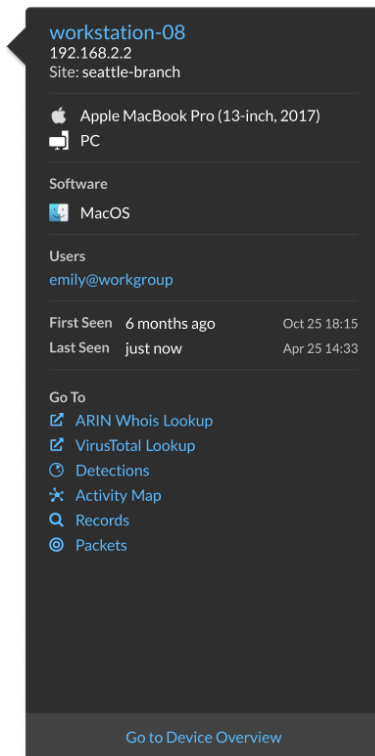 workstation-08
192.168.2.2
Site: seattle-branch
Apple MacBook Pro (13-inch, 2017)
PC
Software
MacOS
Users
emily@workgroup
First Seen 6 months ago Oct 25 18:15
Last Seen just now Apr 25 14:33
Go To
ARIN Whois Lookup
VirusTotal Lookup
Detections
Activity Map
Records
Packets
Go to Device Overview